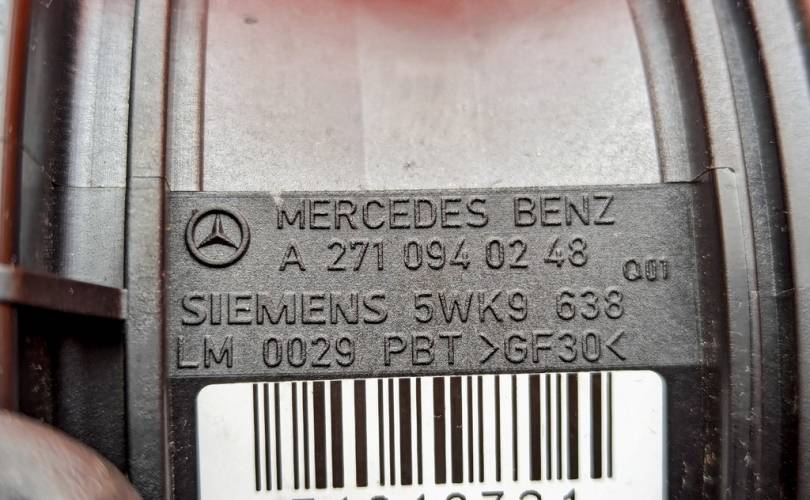 MERCEDES BENZ
A 271 094 02 48
Q01
SIEMENS 5WK9 638
LM 0029 PBT >GF30<